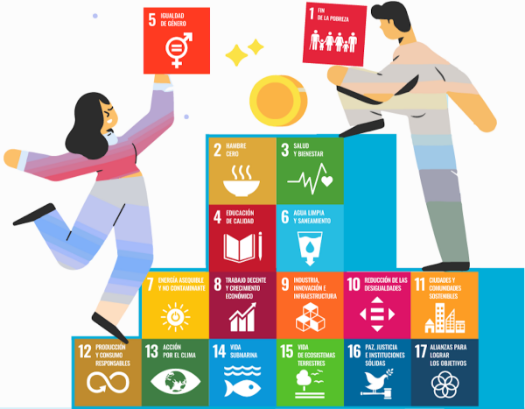 5 IGUALDAD
DE GÉNERO
1 FIN
DE LA POBREZA
2 HAMBRE
CERO
3 SALUD
Y BIENESTAR
4 EDUCACIÓN
DE CALIDAD
6 AGUA LIMPIA
Y SANEAMIENTO
7 ENERGÍA ASEQUIBLE
Y NO CONTAMINANTE
8 TRABAJO DECENTE
Y CRECIMIENTO
ECONÓMICO
9 INDUSTRIA,
INNOVACIÓN E
INFRAESTRUCTURA
10 REDUCCIÓN DE LAS
DESIGUALDADES
11 CIUDADES Y
COMUNIDADES
SOSTENIBLES
12 PRODUCCIÓN
Y CONSUMO
RESPONSABLES
13 ACCIÓN
POR EL CLIMA
14 VIDA
SUBMARINA
15 VIDA
DE ECOSISTEMAS
TERRESTRES
16 PAZ, JUSTICIA
E INSTITUCIONES
SÓLIDAS
17 ALIANZAS PARA
LOGRAR
LOS OBJETIVOS